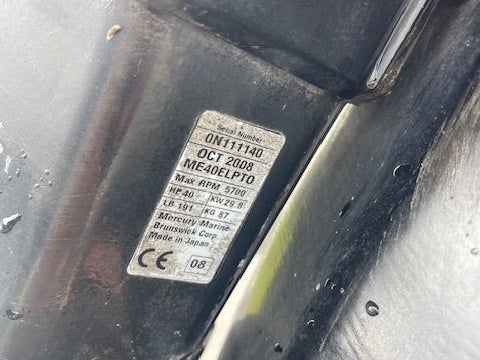 Serial Number
0N111140
OCT 2008
ME40ELPTO
Max RPM 5700
HP 40 KW 29.8
LB 191 KG 87
Mercury Marine
Brunswick Corp.
Made in Japan
CE 08